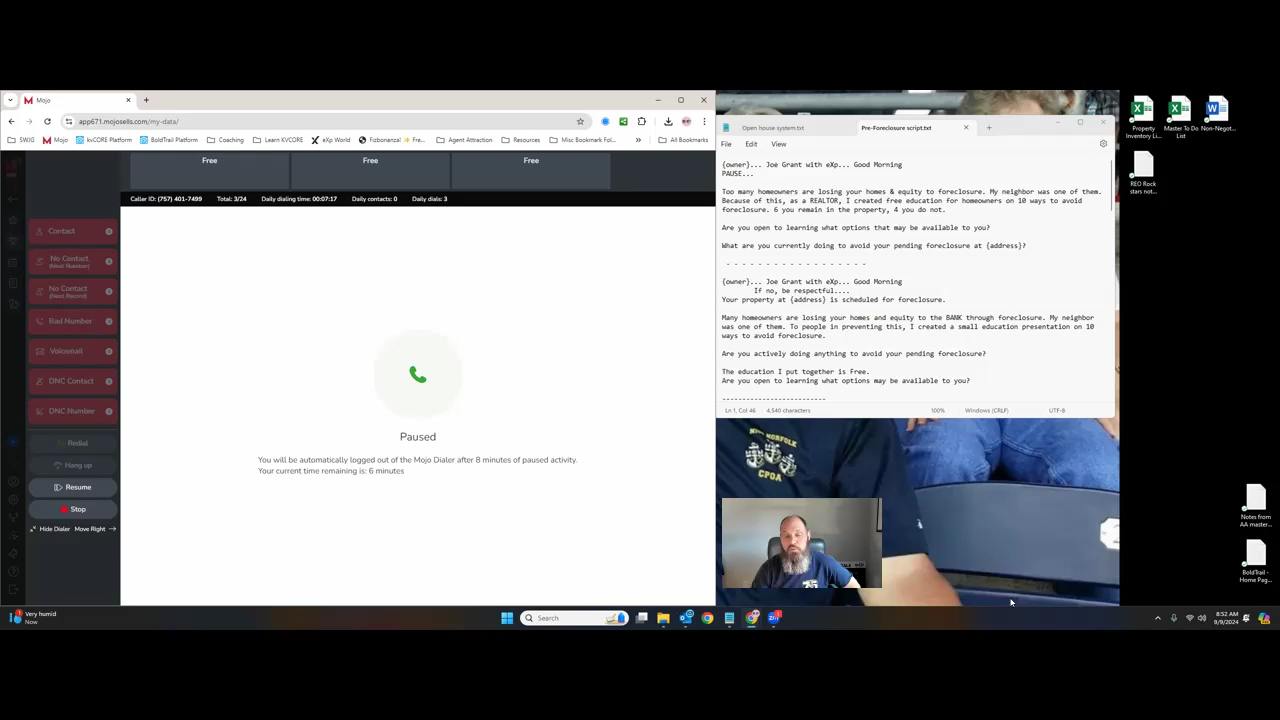 Mojo
app671.mojosells.com/my-data/
SWJG
Mojo
kvCORE Platform
BoldTrail Platform
Coaching
Learn KVCORE
eXp World
Fizbonanza! ➔ Fre...
Agent Attraction
Resources
Misc Bookmark Fol...
All Bookmarks
Free
Free
Free
Caller ID: (757) 401-7499 Total: 3/24 Daily dialing time: 00:07:17 Daily contacts: 0 Daily dials: 3
Contact
No Contact
(Next Number)
No Contact
(Next Record)
Bad Number
Voicemail
DNC Contact
DNC Number
Redial
Hang up
Resume
Stop
Hide Dialer Move Right
Paused
You will be automatically logged out of the Mojo Dialer after 8 minutes of paused activity.
Your current time remaining is: 6 minutes
Open house system.txt
Pre-Foreclosure script.txt
File Edit View
{owner}... Joe Grant with eXp... Good Morning
PAUSE...
Too many homeowners are losing your homes & equity to foreclosure. My neighbor was one of them.
Because of this, as a REALTOR, I created free education for homeowners on 10 ways to avoid
foreclosure. 6 you remain in the property, 4 you do not.
Are you open to learning what options that may be available to you?
What are you currently doing to avoid your pending foreclosure at {address}?
- - - - - - - - - - - - - - - - - -
{owner}... Joe Grant with eXp... Good Morning
If no, be respectful....
Your property at {address} is scheduled for foreclosure.
Many homeowners are losing your homes and equity to the BANK through foreclosure. My neighbor
was one of them. To people in preventing this, I created a small education presentation on 10
ways to avoid foreclosure.
Are you actively doing anything to avoid your pending foreclosure?
The education I put together is Free.
Are you open to learning what options may be available to you?
--------------------------
Ln 1, Col 46 4,540 characters 100% Windows (CRLF) UTF-8
Property
Inventory Li...
Master To Do
List
Non-Negot...
REO Rock
stars not...
NORFOLK
CPOA
Notes from
AA master...
BoldTrail -
Home Pag...
Very humid
Now
Search
8:52 AM
9/9/2024